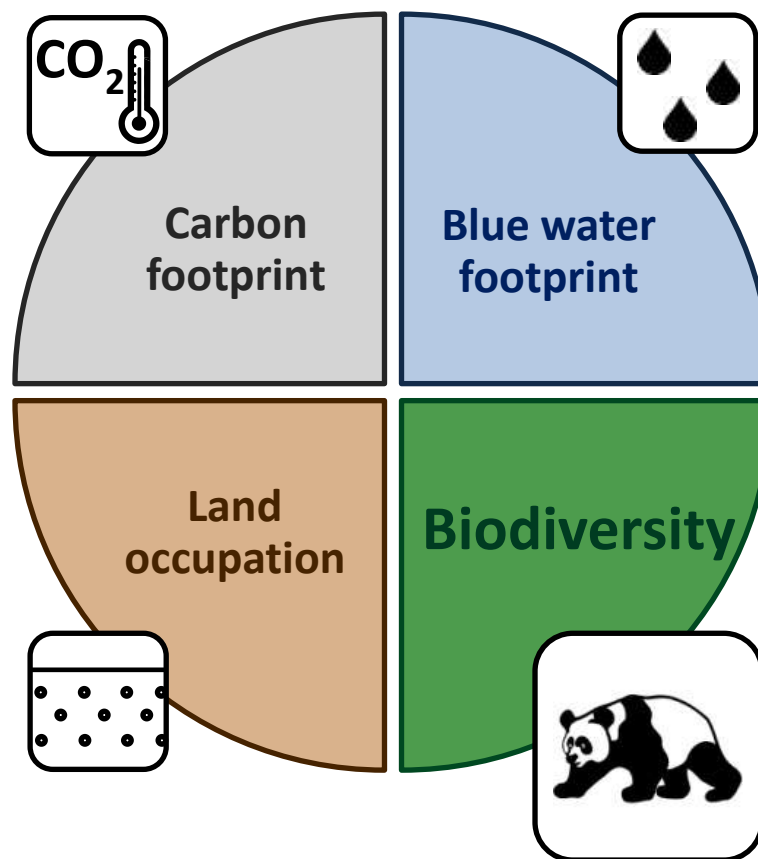 CO₂
Carbon
footprint
Blue water
footprint
Land
occupation
Biodiversity